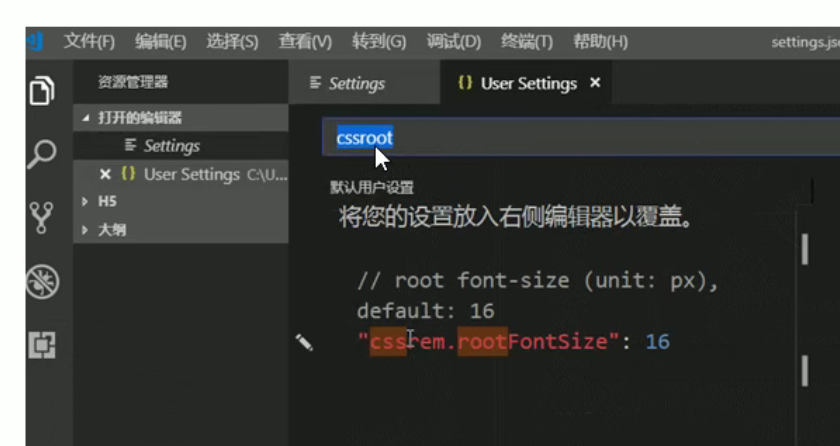 文件(F) 编辑(E) 选择(S) 查看(V) 转到(G) 调试(D) 终端(T) 帮助(H) settings.js
资源管理器
Settings
{} User Settings ×
打开的编辑器
Settings
× {} User Settings C:\U...
H5
大纲
cssroot
默认用户设置
将您的设置放入右侧编辑器以覆盖。
// root font-size (unit: px),
default: 16
"cssrem.rootFontSize": 16